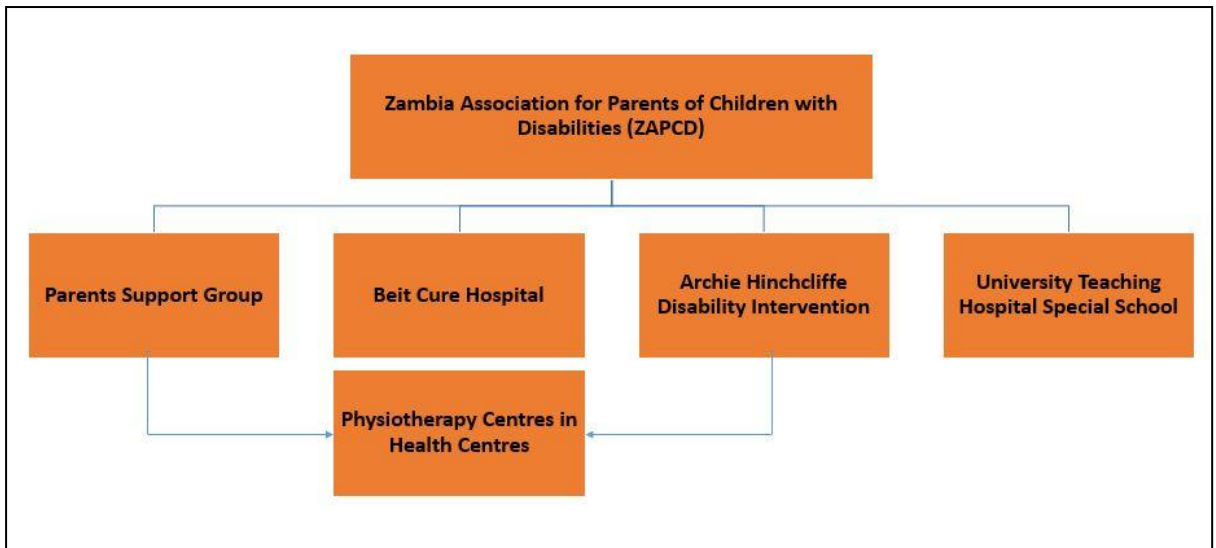 Zambia Association for Parents of Children with
Disabilities (ZAPCD)
Parents Support Group
Beit Cure Hospital
Archie Hinchcliffe
Disability Intervention
University Teaching
Hospital Special School
Physiotherapy Centres in
Health Centres